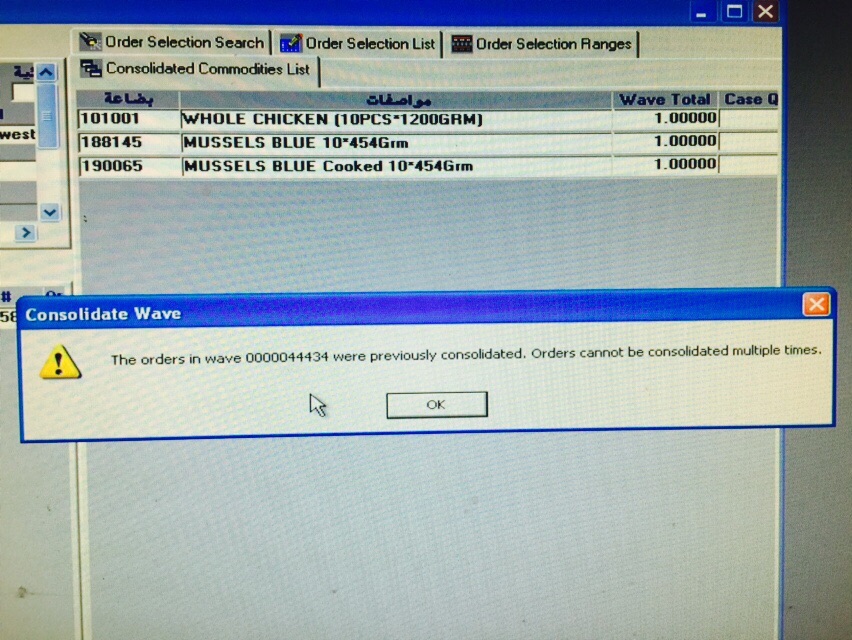 Order Selection Search Order Selection List Order Selection Ranges
Consolidated Commodities List
بضاعة مواصفات Wave Total Case Q
101001 WHOLE CHICKEN (10PCS*1200GRM) 1.00000
188145 MUSSELS BLUE 10*454Grm 1.00000
west
190065 MUSSELS BLUE Cooked 10*454Grm 1.00000
#
58
Consolidate Wave
The orders in wave 0000044434 were previously consolidated. Orders cannot be consolidated multiple times.
OK